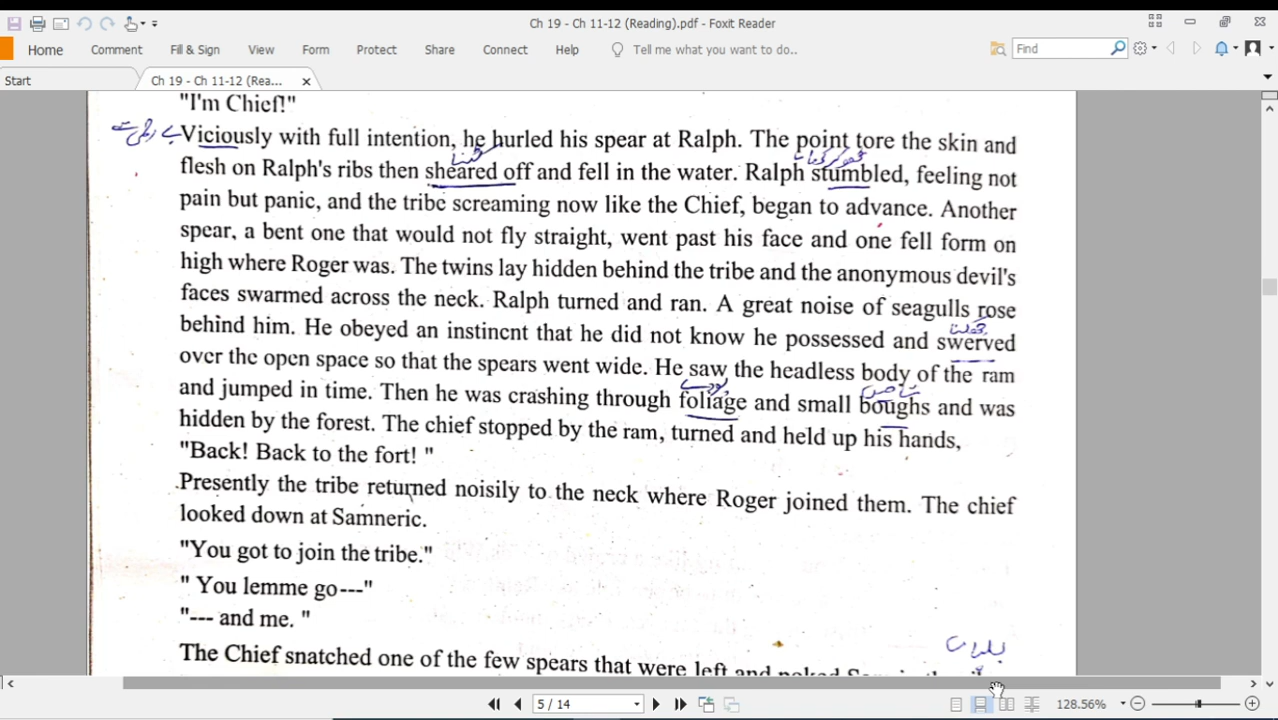 Ch 19 - Ch 11-12 (Reading).pdf - Foxit Reader
Home Comment Fill & Sign View Form Protect Share Connect Help Tell me what you want to do.. Find
Start Ch 19 - Ch 11-12 (Rea...
"I'm Chief!"
Viciously with full intention, he hurled his spear at Ralph. The point tore the skin and
flesh on Ralph's ribs then sheared off and fell in the water. Ralph stumbled, feeling not
pain but panic, and the tribe screaming now like the Chief, began to advance. Another
spear, a bent one that would not fly straight, went past his face and one fell form on
high where Roger was. The twins lay hidden behind the tribe and the anonymous devil's
faces swarmed across the neck. Ralph turned and ran. A great noise of seagulls rose
behind him. He obeyed an instincnt that he did not know he possessed and swerved
over the open space so that the spears went wide. He saw the headless body of the ram
and jumped in time. Then he was crashing through foliage and small boughs and was
hidden by the forest. The chief stopped by the ram, turned and held up his hands,
"Back! Back to the fort! "
Presently the tribe returned noisily to the neck where Roger joined them. The chief
looked down at Samneric.
"You got to join the tribe."
" You lemme go---"
"--- and me. "
The Chief snatched one of the few spears that were left and poked Sam in the
5 / 14 128.56%